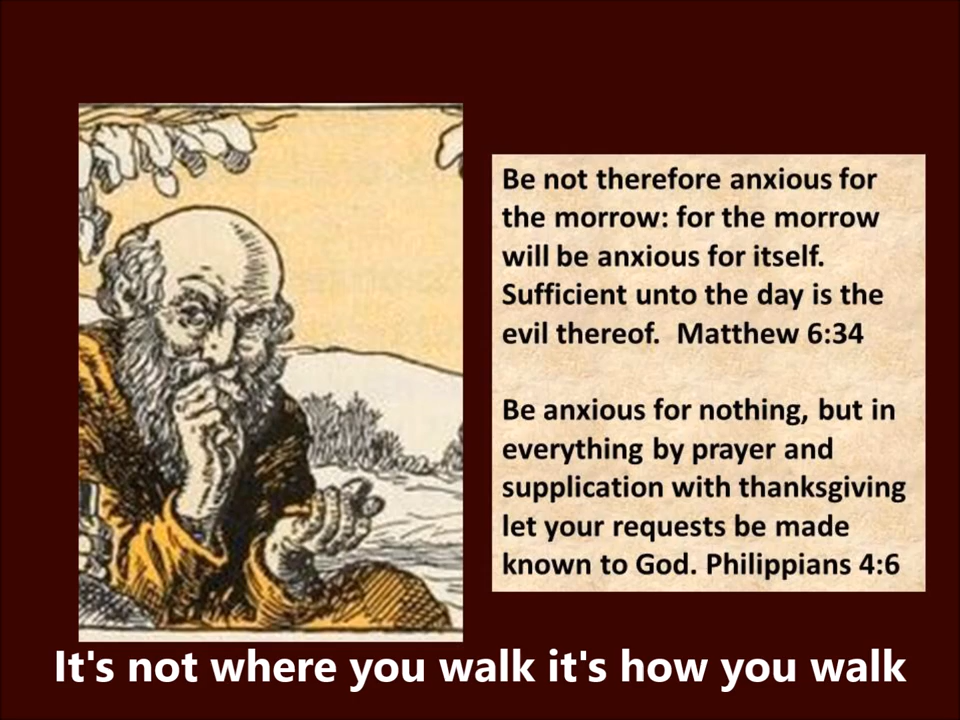 Be not therefore anxious for
the morrow: for the morrow
will be anxious for itself.
Sufficient unto the day is the
evil thereof.  Matthew 6:34
Be anxious for nothing, but in
everything by prayer and
supplication with thanksgiving
let your requests be made
known to God. Philippians 4:6
It's not where you walk it's how you walk